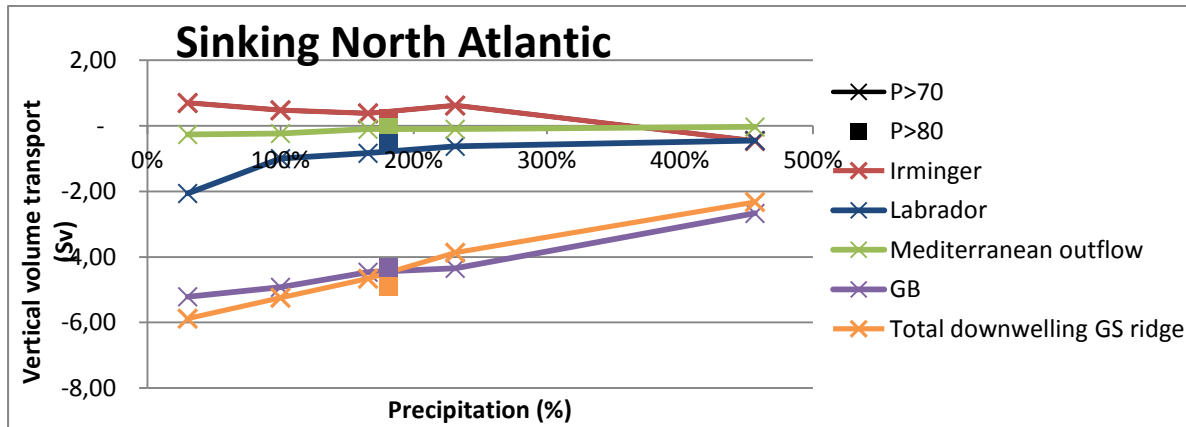 Sinking North Atlantic
Vertical volume transport
(Sv)
2,00
-
-2,00
-4,00
-6,00
-8,00
0%
100%
200%
300%
400%
500%
Precipitation (%)
P>70
P>80
Irminger
Labrador
Mediterranean outflow
GB
Total downwelling GS ridge